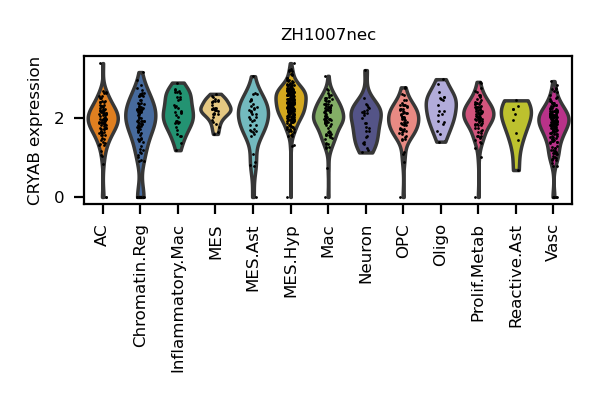 ZH1007nec
CRYAB expression
2
0
AC
Chromatin.Reg
Inflammatory.Mac
MES
MES.Ast
MES.Hyp
Mac
Neuron
OPC
Oligo
Prolif.Metab
Reactive.Ast
Vasc